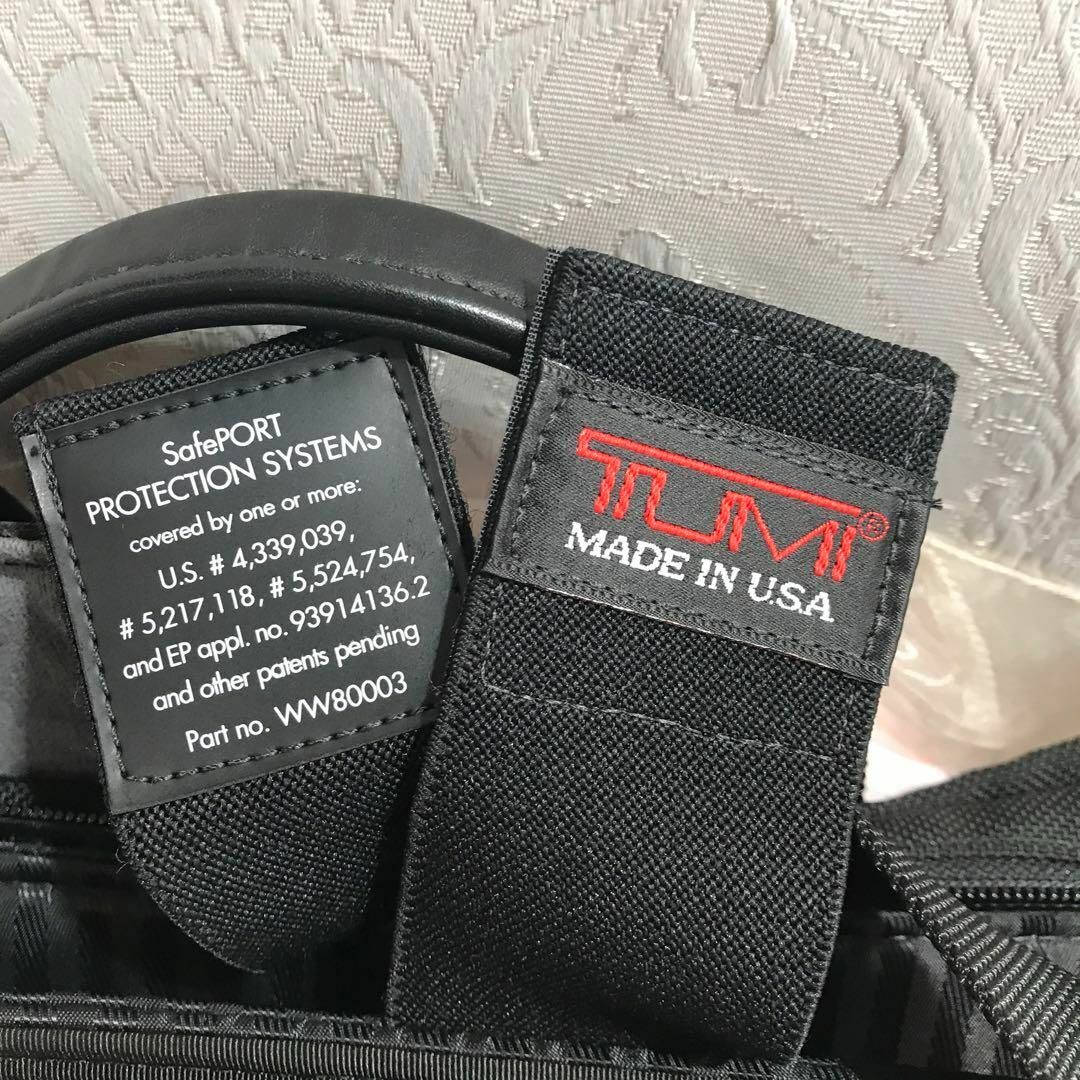 SafePORT
PROTECTION SYSTEMS
covered by one or more:
U.S. # 4,339,039,
# 5,217,118, # 5,524,754,
and EP appl. no. 93914136.2
and other patents pending
Part no. WW80003
TUMI®
MADE IN U.S.A